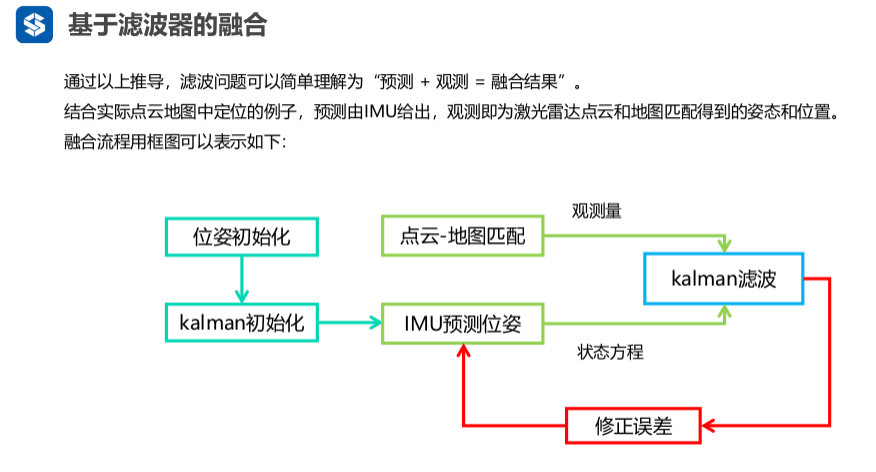 基于滤波器的融合
通过以上推导，滤波问题可以简单理解为“预测 + 观测 = 融合结果”。
结合实际点云地图中定位的例子，预测由IMU给出，观测即为激光雷达点云和地图匹配得到的姿态和位置。
融合流程用框图可以表示如下：
观测量
位姿初始化
点云-地图匹配
kalman滤波
kalman初始化
IMU预测位姿
状态方程
修正误差